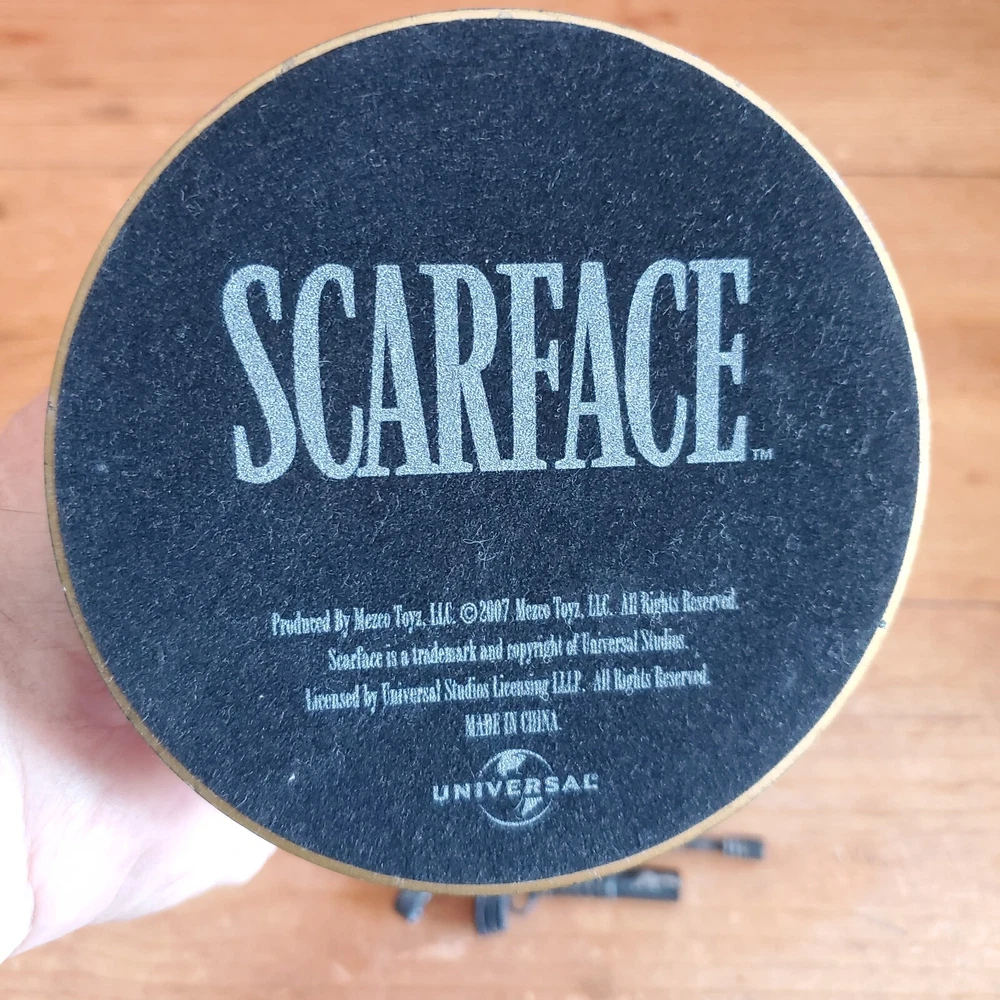 SCARFACE™
Produced By Mezco Toyz, LLC. ©2007 Mezco Toyz, LLC. All Rights Reserved.
Scarface is a trademark and copyright of Universal Studios.
Licensed by Universal Studios Licensing LLLP. All Rights Reserved.
MADE IN CHINA.
UNIVERSAL